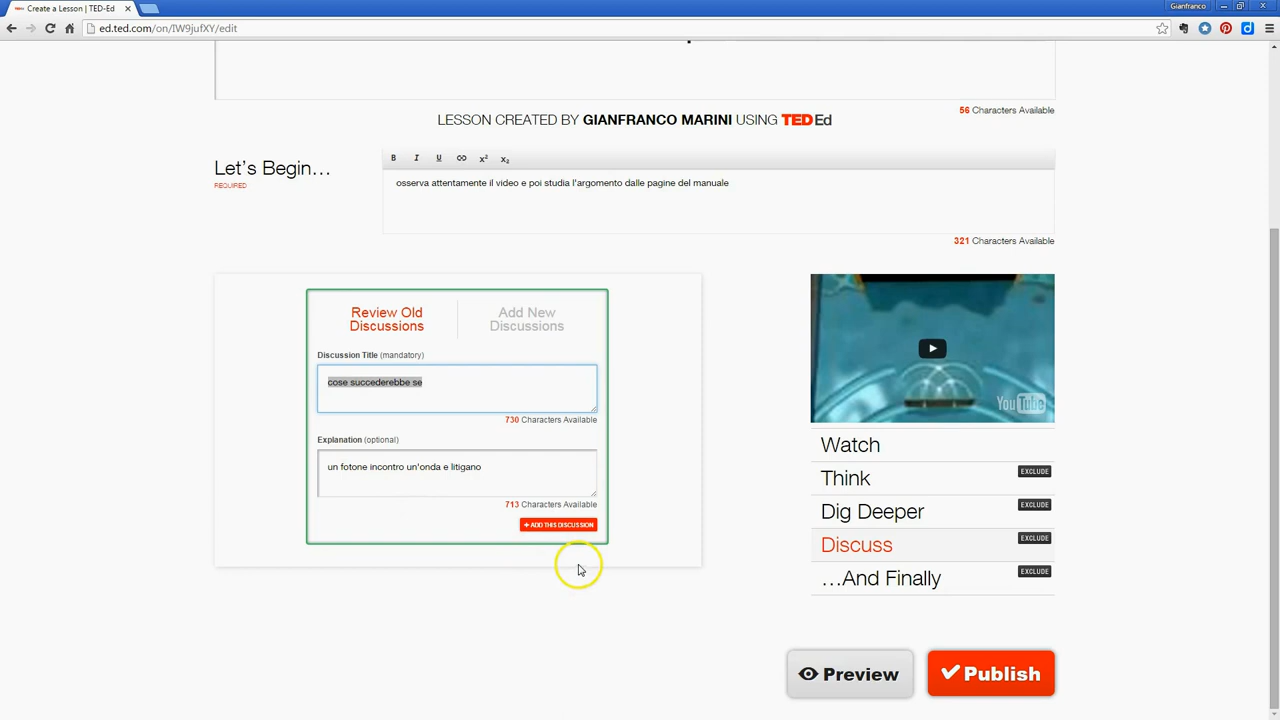 Create a Lesson | TED-Ed
Gianfranco
ed.ted.com/on/IW9jufXY/edit
56 Characters Available
LESSON CREATED BY GIANFRANCO MARINI USING TED Ed
Let's Begin…
REQUIRED
B I U x² x₂
osserva attentamente il video e poi studia l'argomento dalle pagine del manuale
321 Characters Available
Review Old
Discussions
Add New
Discussions
Discussion Title (mandatory)
cose succederebbe se
730 Characters Available
Explanation (optional)
un fotone incontro un'onda e litigano
713 Characters Available
+ ADD THIS DISCUSSION
YouTube
Watch
Think EXCLUDE
Dig Deeper EXCLUDE
Discuss EXCLUDE
…And Finally EXCLUDE
Preview
Publish